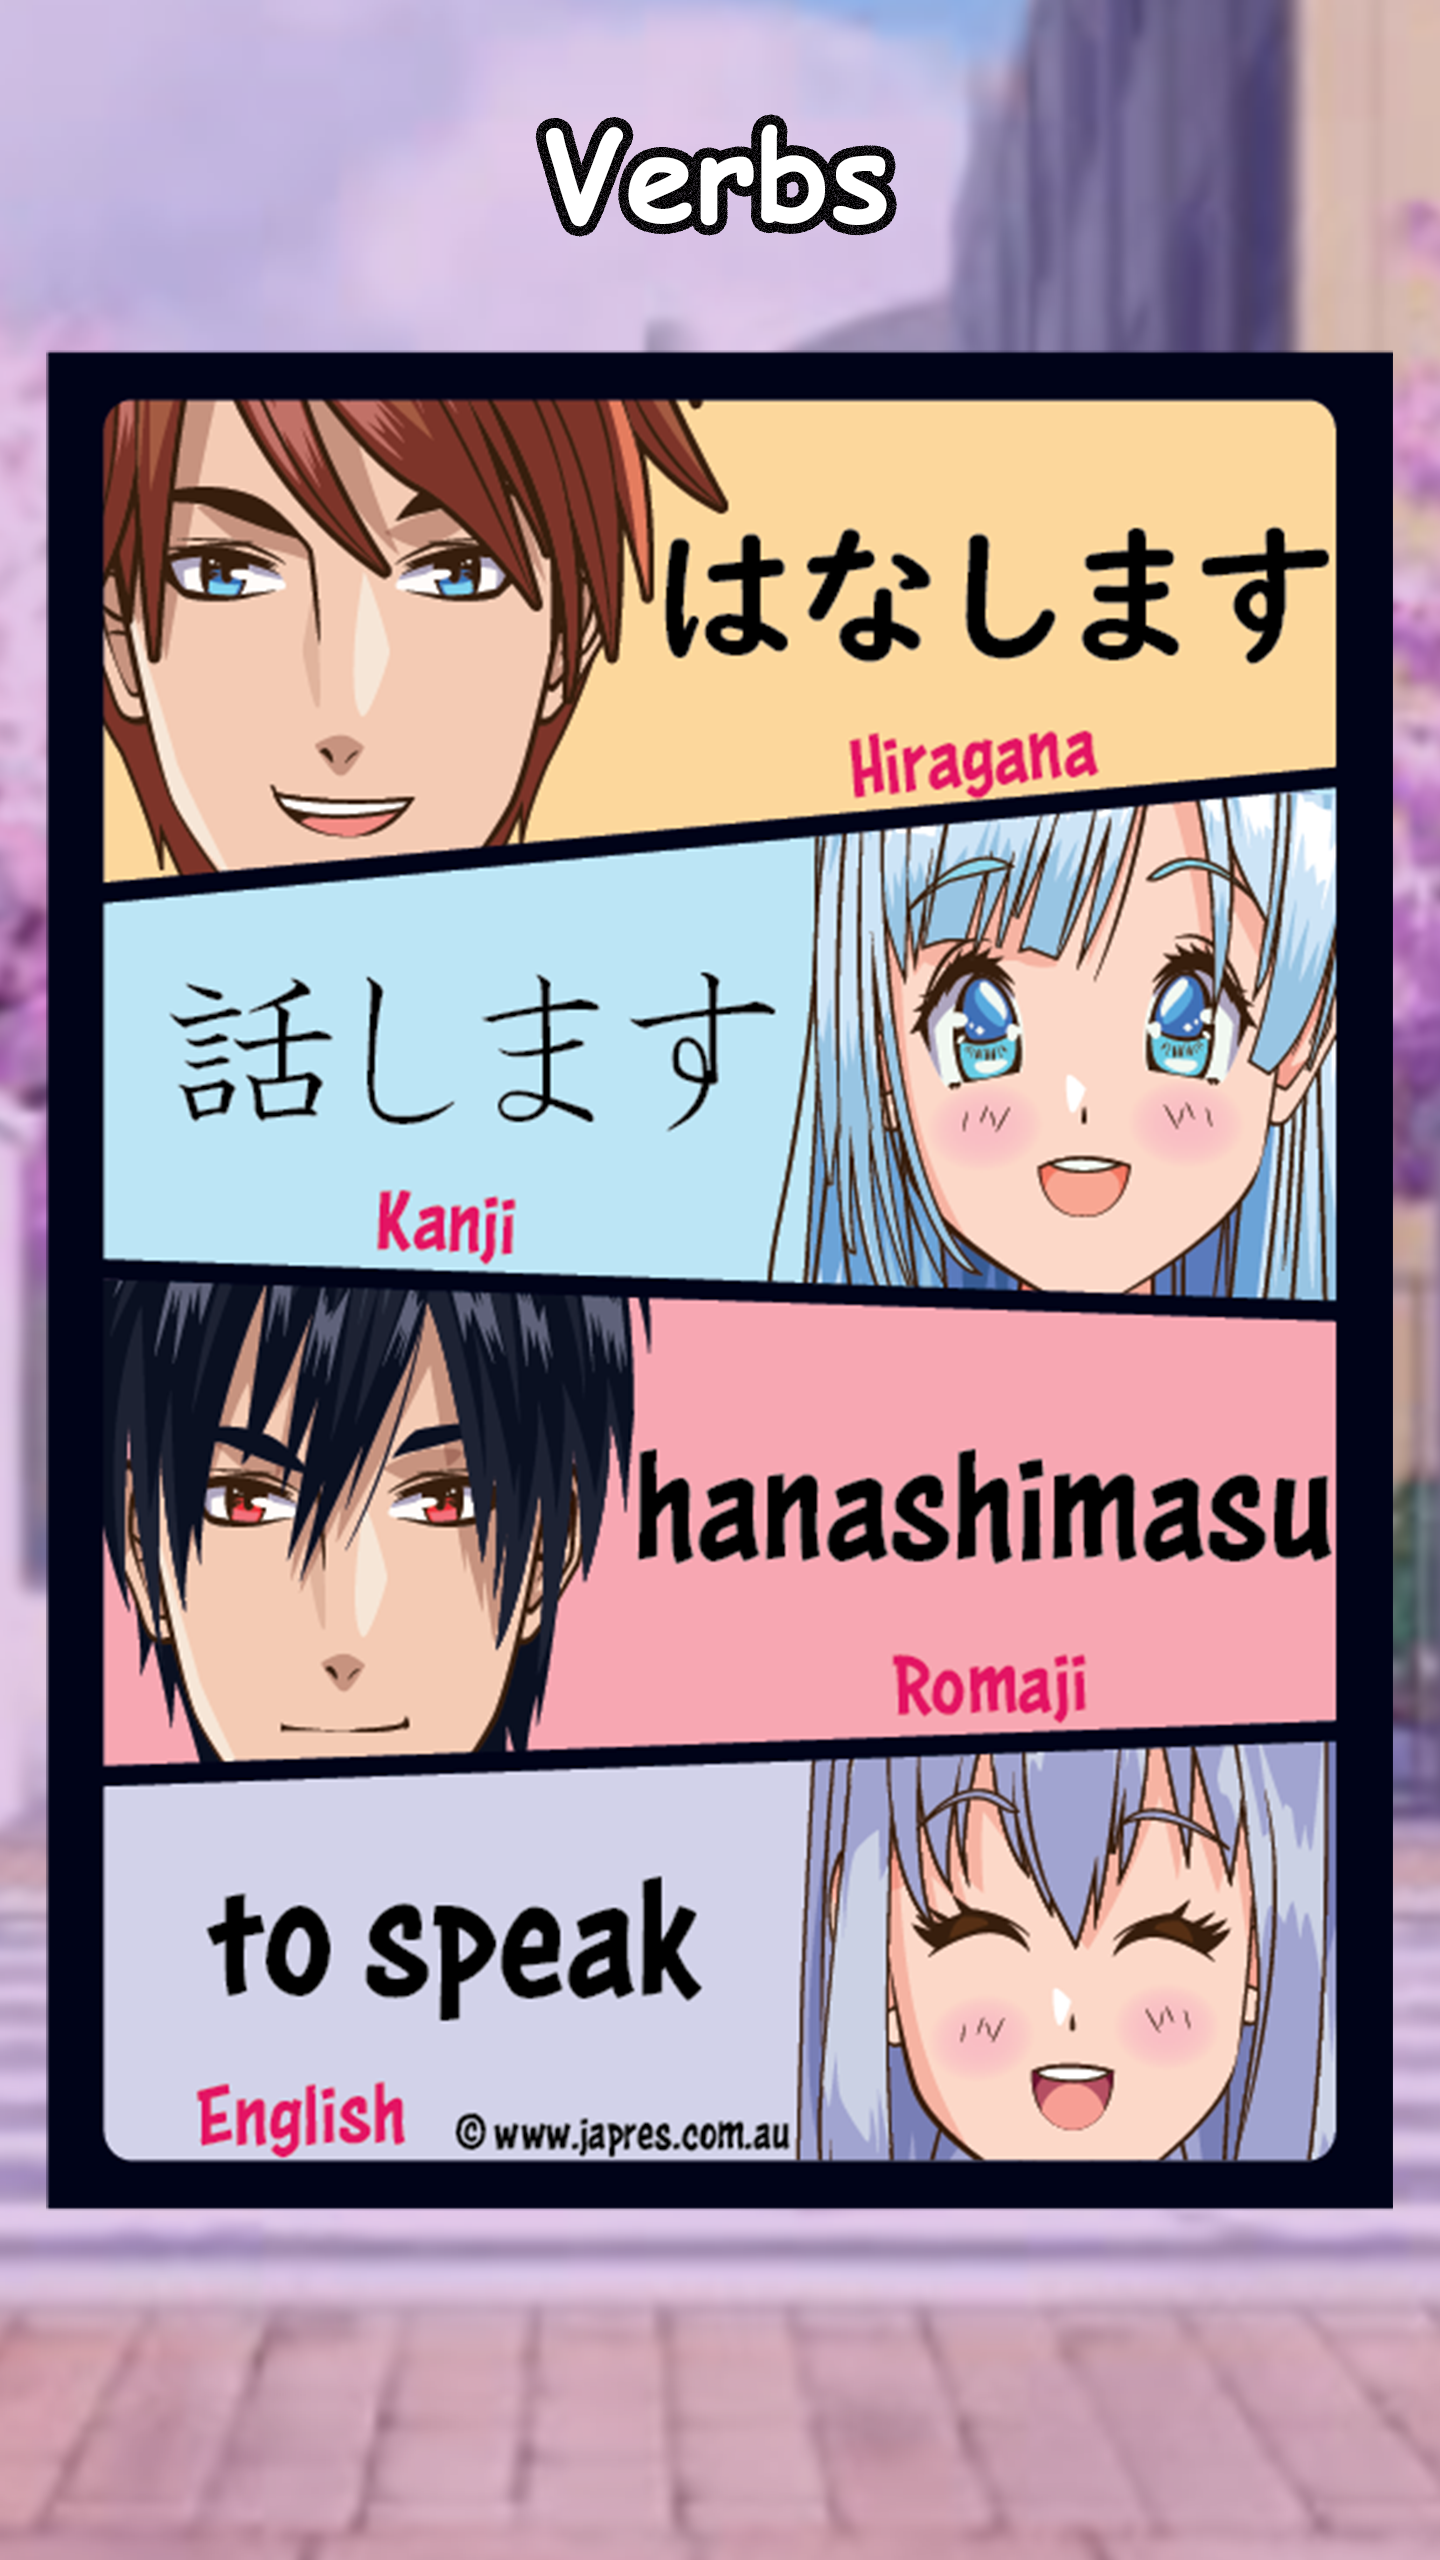 Verbs
はなします
Hiragana
話します
Kanji
hanashimasu
Romaji
to speak
English
© www.japres.com.au